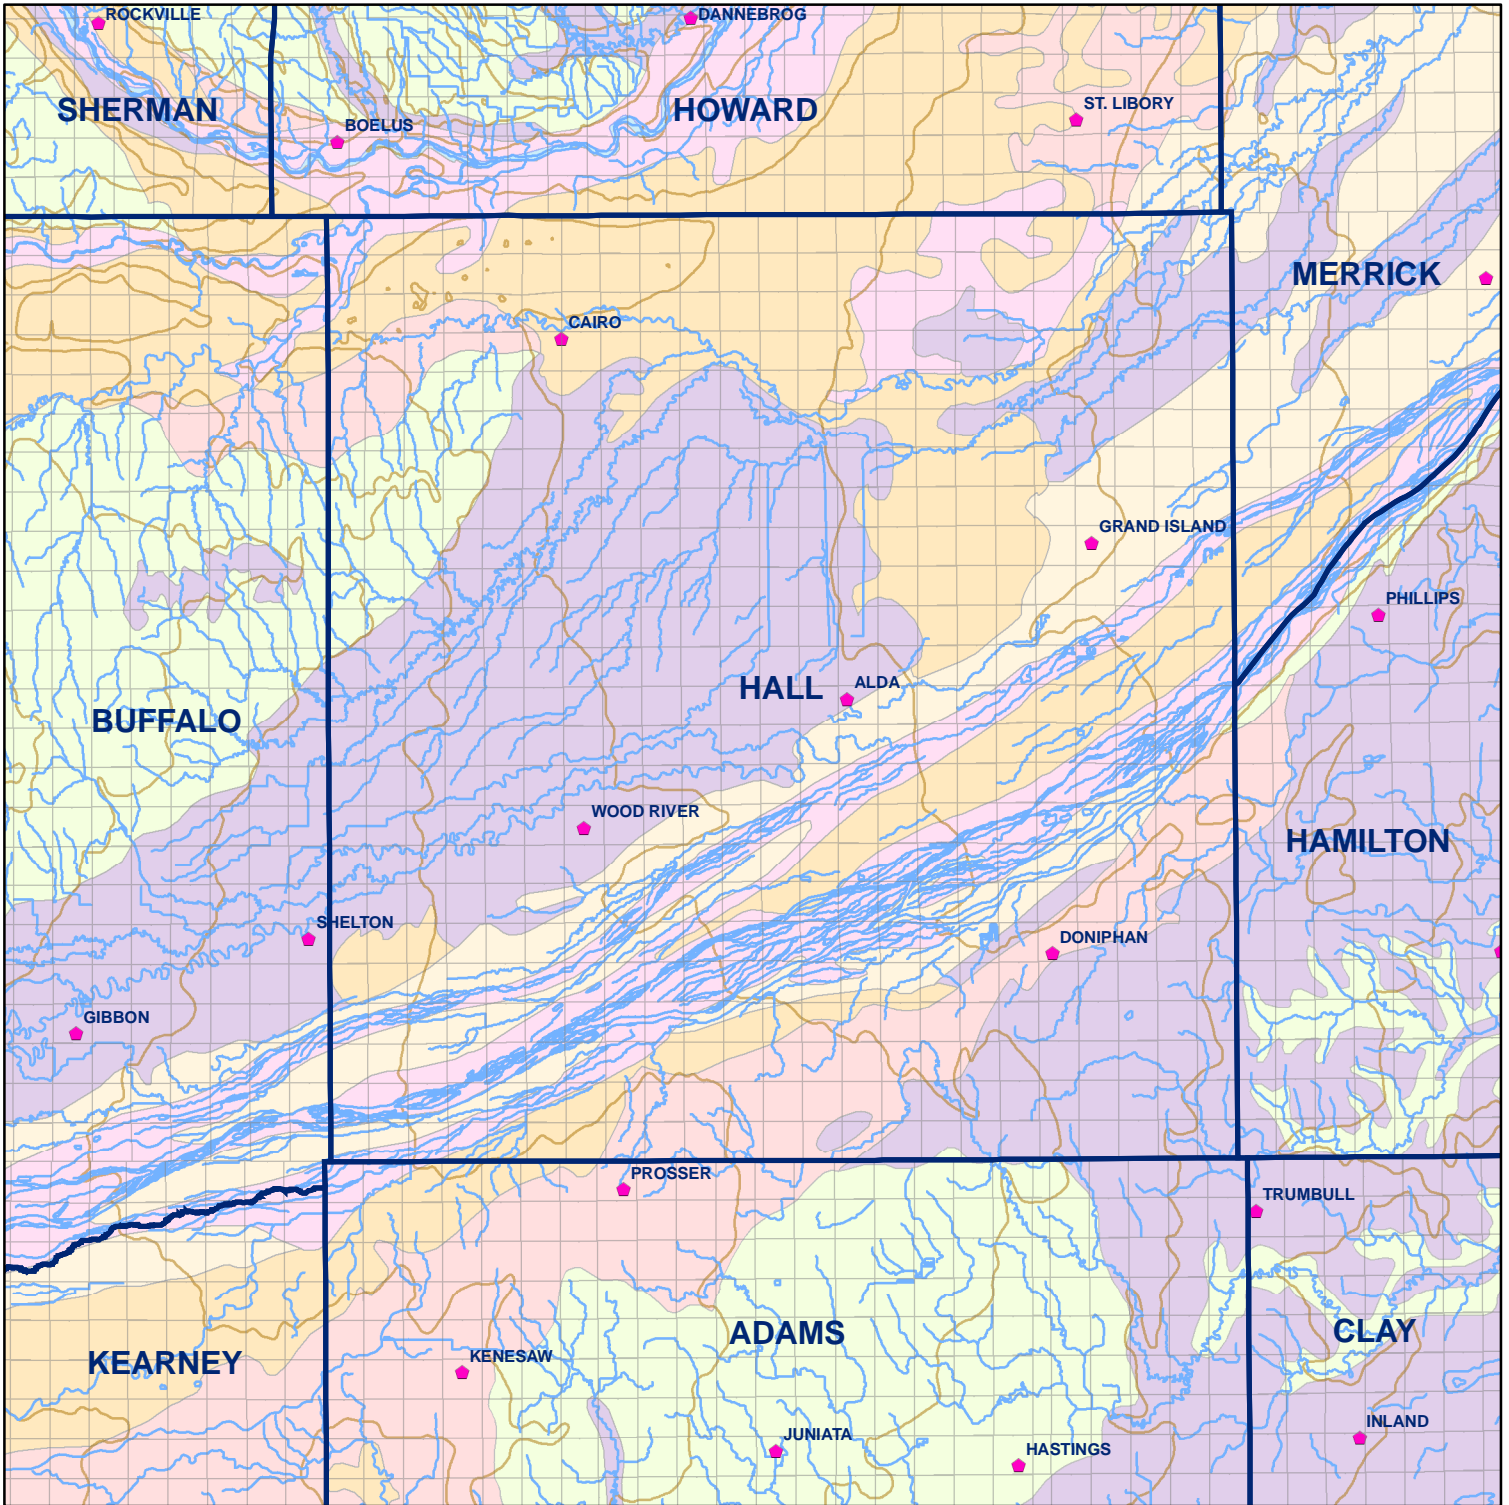 ROCKVILLE
DANNEBROG
SHERMAN
HOWARD
ST. LIBORY
BOELUS
MERRICK
CAIRO
GRAND ISLAND
PHILLIPS
HALL
ALDA
BUFFALO
WOOD RIVER
HAMILTON
SHELTON
DONIPHAN
GIBBON
PROSSER
TRUMBULL
ADAMS
CLAY
KENESAW
KEARNEY
INLAND
JUNIATA
HASTINGS